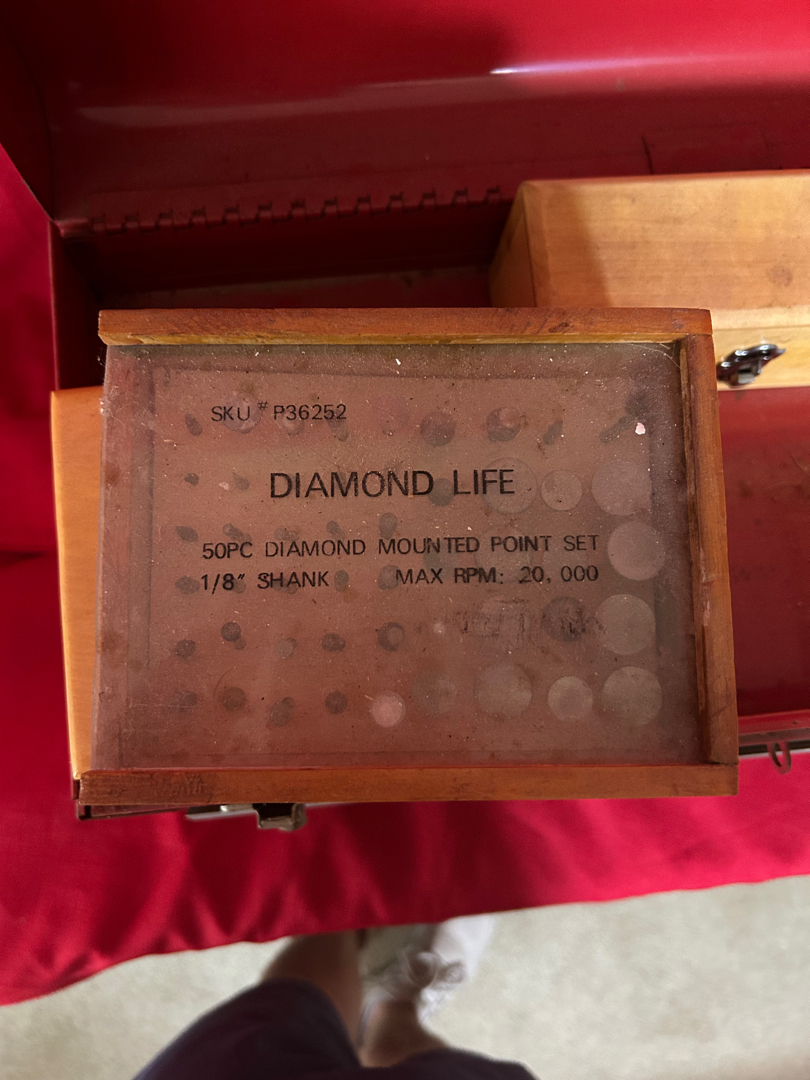 SKU # P36252
DIAMOND LIFE
50PC DIAMOND MOUNTED POINT SET
1/8" SHANK MAX RPM: 20, 000